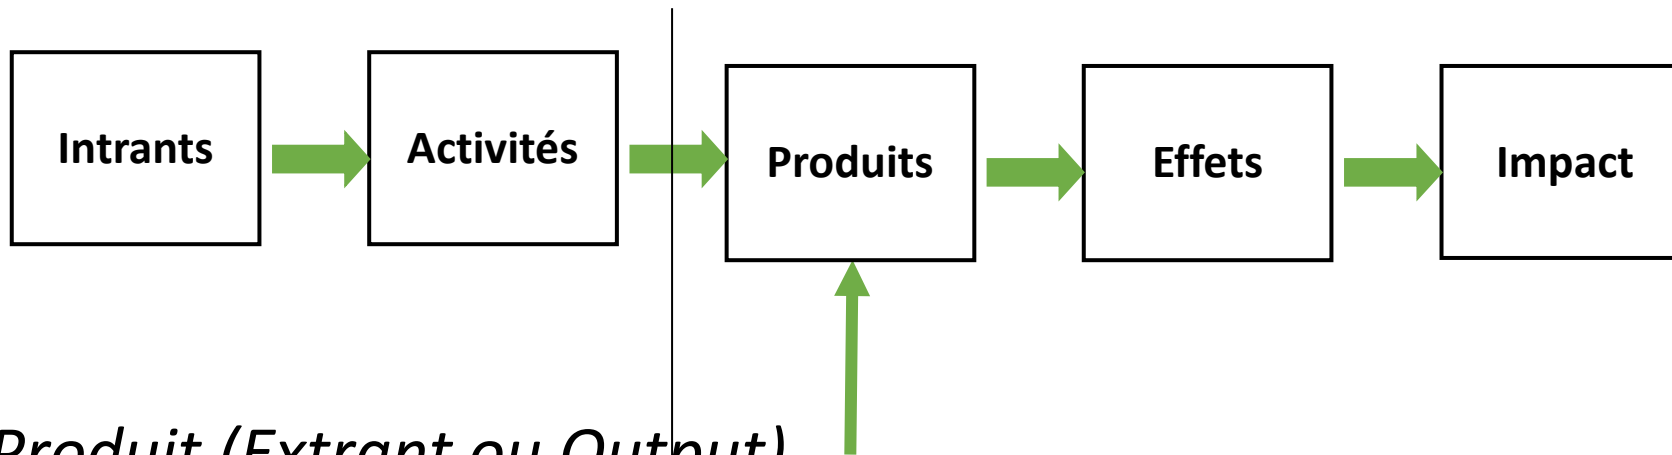 Intrants
Activités
Produits
Effets
Impact
Produit (Extrant ou Output)